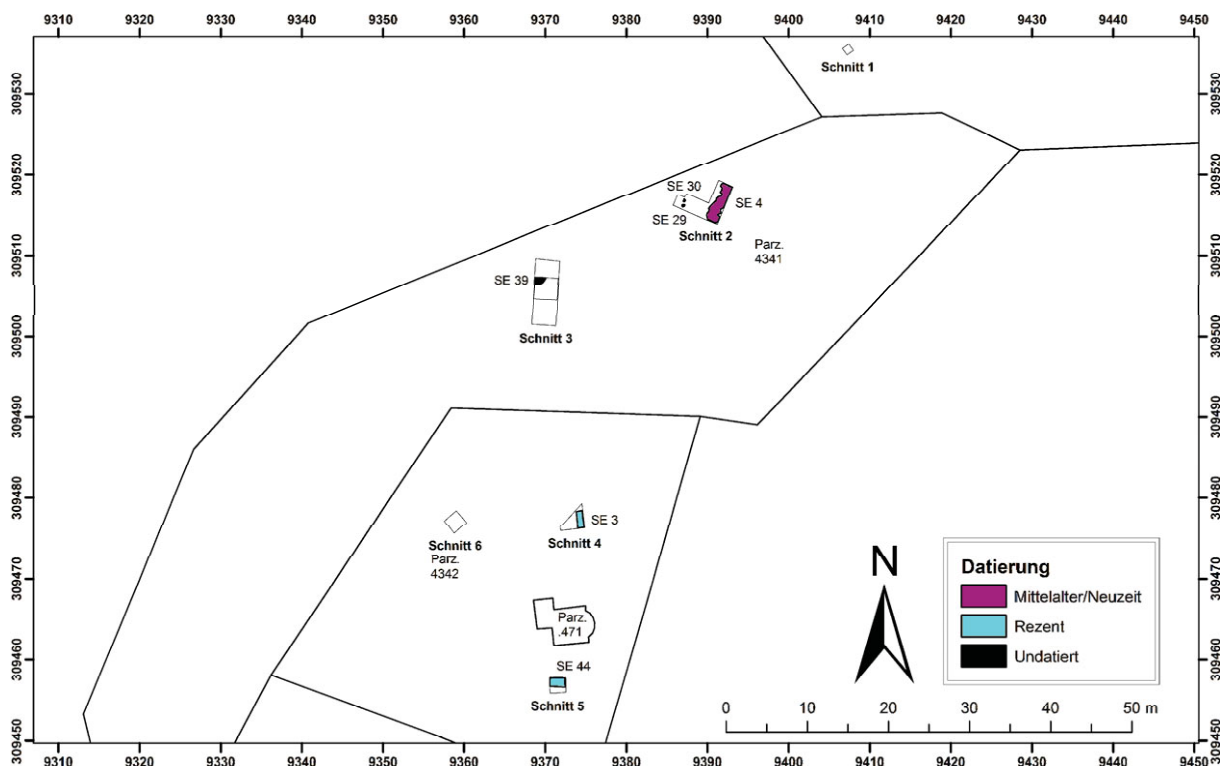 9310 9320 9330 9340 9350 9360 9370 9380 9390 9400 9410 9420 9430 9440 9450
309530 309530
309520 309520
309510 309510
309500 309500
309490 309490
309480 309480
309470 309470
309460 309460
309450 309450
Schnitt 1
SE 30
SE 4
SE 29
Schnitt 2
Parz.
4341
SE 39
Schnitt 3
SE 3
Schnitt 4
Schnitt 6
Parz.
4342
Parz.
.471
SE 44
Schnitt 5
N
Datierung
Mittelalter/Neuzeit
Rezent
Undatiert
0 10 20 30 40 50 m
9310 9320 9330 9340 9350 9360 9370 9380 9390 9400 9410 9420 9430 9440 9450